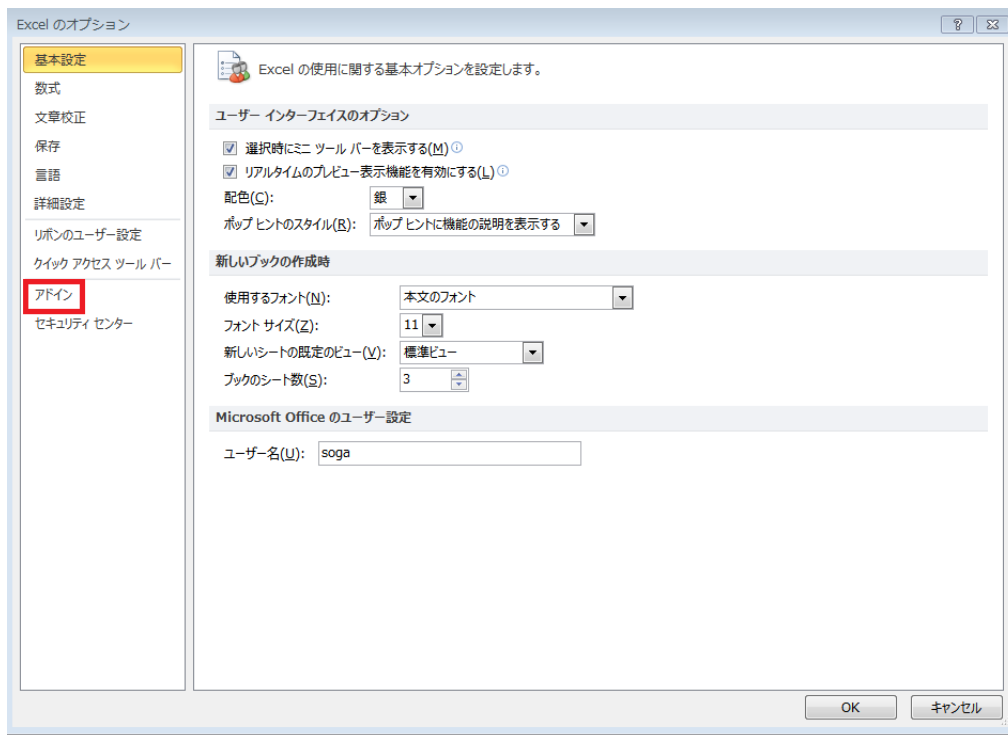 Excel のオプション
基本設定
数式
文章校正
保存
言語
詳細設定
リボンのユーザー設定
クイック アクセス ツール バー
アドイン
セキュリティ センター
Excel の使用に関する基本オプションを設定します。
ユーザー インターフェイスのオプション
選択時にミニ ツール バーを表示する(M)
リアルタイムのプレビュー表示機能を有効にする(L)
配色(C): 銀
ポップ ヒントのスタイル(R): ポップ ヒントに機能の説明を表示する
新しいブックの作成時
使用するフォント(N): 本文のフォント
フォント サイズ(Z): 11
新しいシートの既定のビュー(V): 標準ビュー
ブックのシート数(S): 3
Microsoft Office のユーザー設定
ユーザー名(U): soga
OK キャンセル